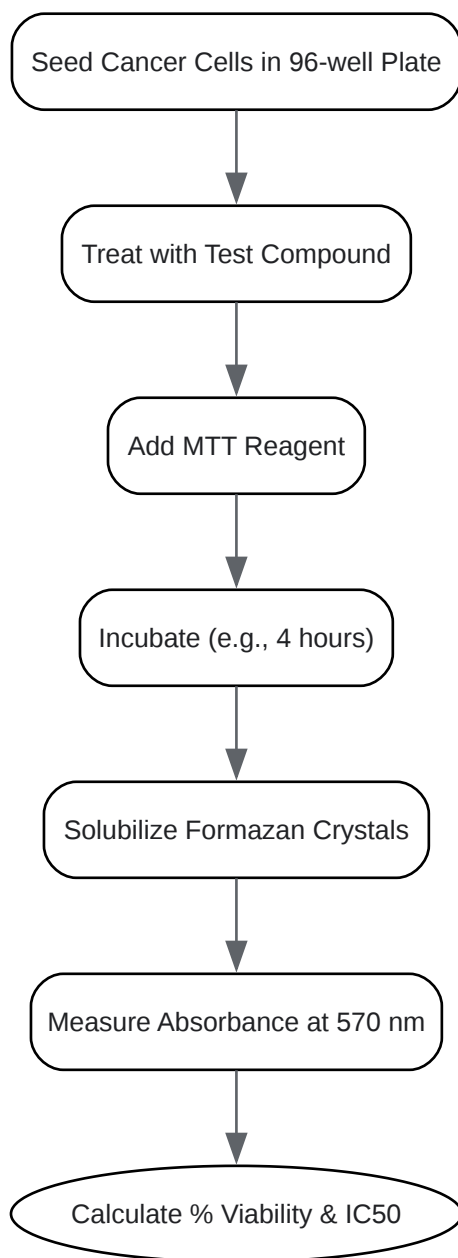 Seed Cancer Cells in 96-well Plate
Treat with Test Compound
Add MTT Reagent
Incubate (e.g., 4 hours)
Solubilize Formazan Crystals
Measure Absorbance at 570 nm
Calculate % Viability & IC50